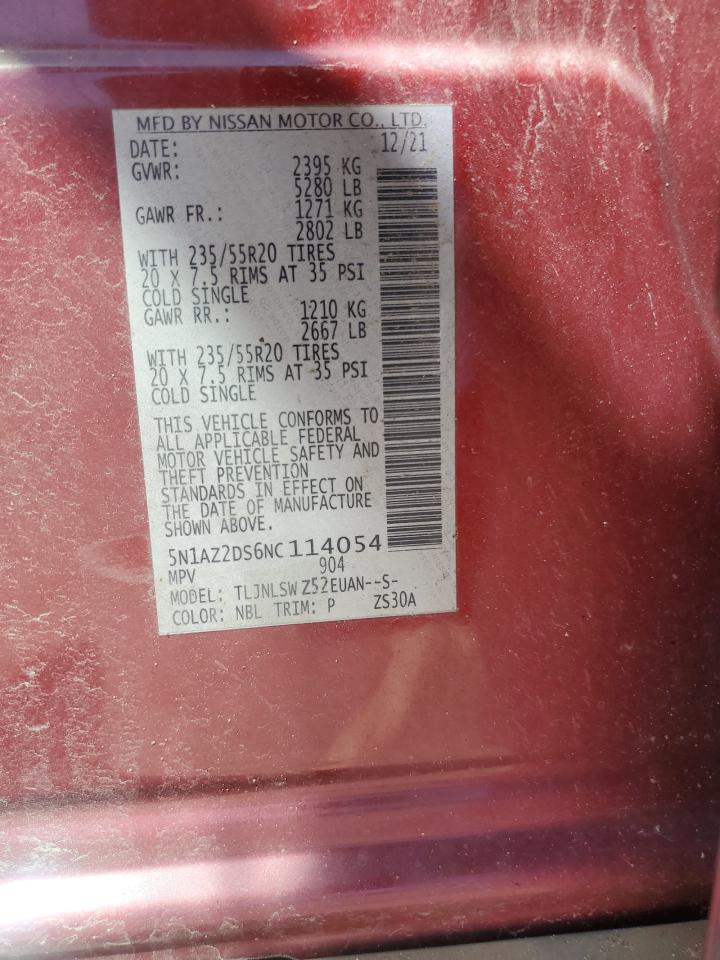 MFD BY NISSAN MOTOR CO., LTD.
DATE: 12/21
GVWR: 2395 KG
5280 LB
GAWR FR.: 1271 KG
2802 LB
WITH 235/55R20 TIRES
20 X 7.5 RIMS AT 35 PSI
COLD SINGLE
GAWR RR.: 1210 KG
2667 LB
WITH 235/55R20 TIRES
20 X 7.5 RIMS AT 35 PSI
COLD SINGLE
THIS VEHICLE CONFORMS TO
ALL APPLICABLE FEDERAL
MOTOR VEHICLE SAFETY AND
THEFT PREVENTION
STANDARDS IN EFFECT ON
THE DATE OF MANUFACTURE
SHOWN ABOVE.
5N1AZ2DS6NC114054
MPV 904
MODEL: TLJNLSW Z52EUAN--S-
COLOR: NBL TRIM: P ZS30A